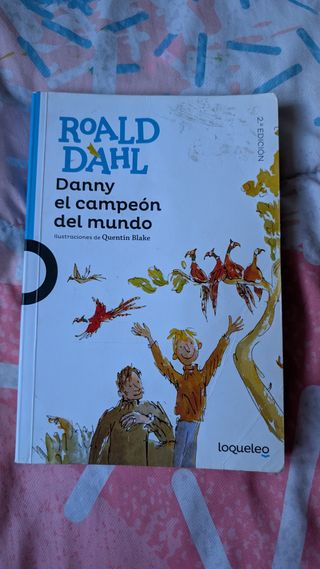 ROALD
DAHL
2.ª EDICIÓN
Danny
el campeón
del mundo
Ilustraciones de Quentin Blake
loqueleo